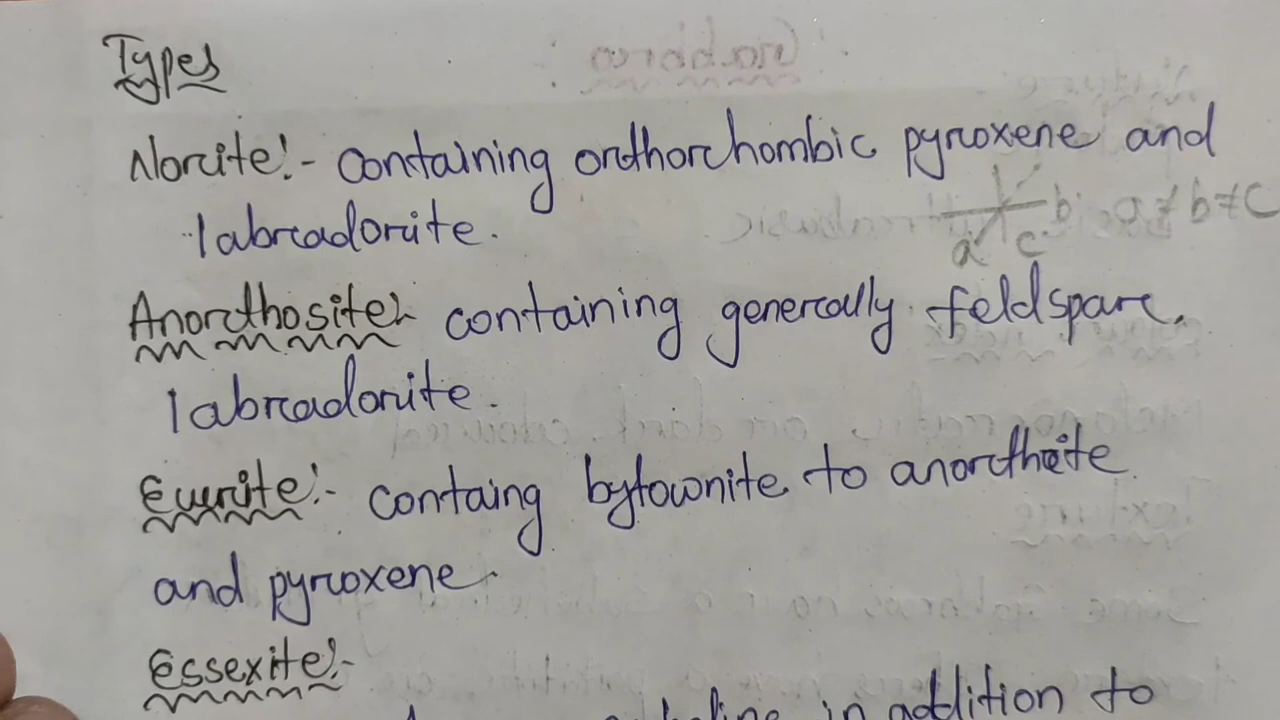 Types
Norite:- containing orthorhombic pyroxene and
labradorite.
b a≠b≠c
a c
Anorthosite:- containing generally feldspar.
labradorite.
Eucrite:- containg bytownite to anorthite
and pyroxene.
Essexite:-
in addition to